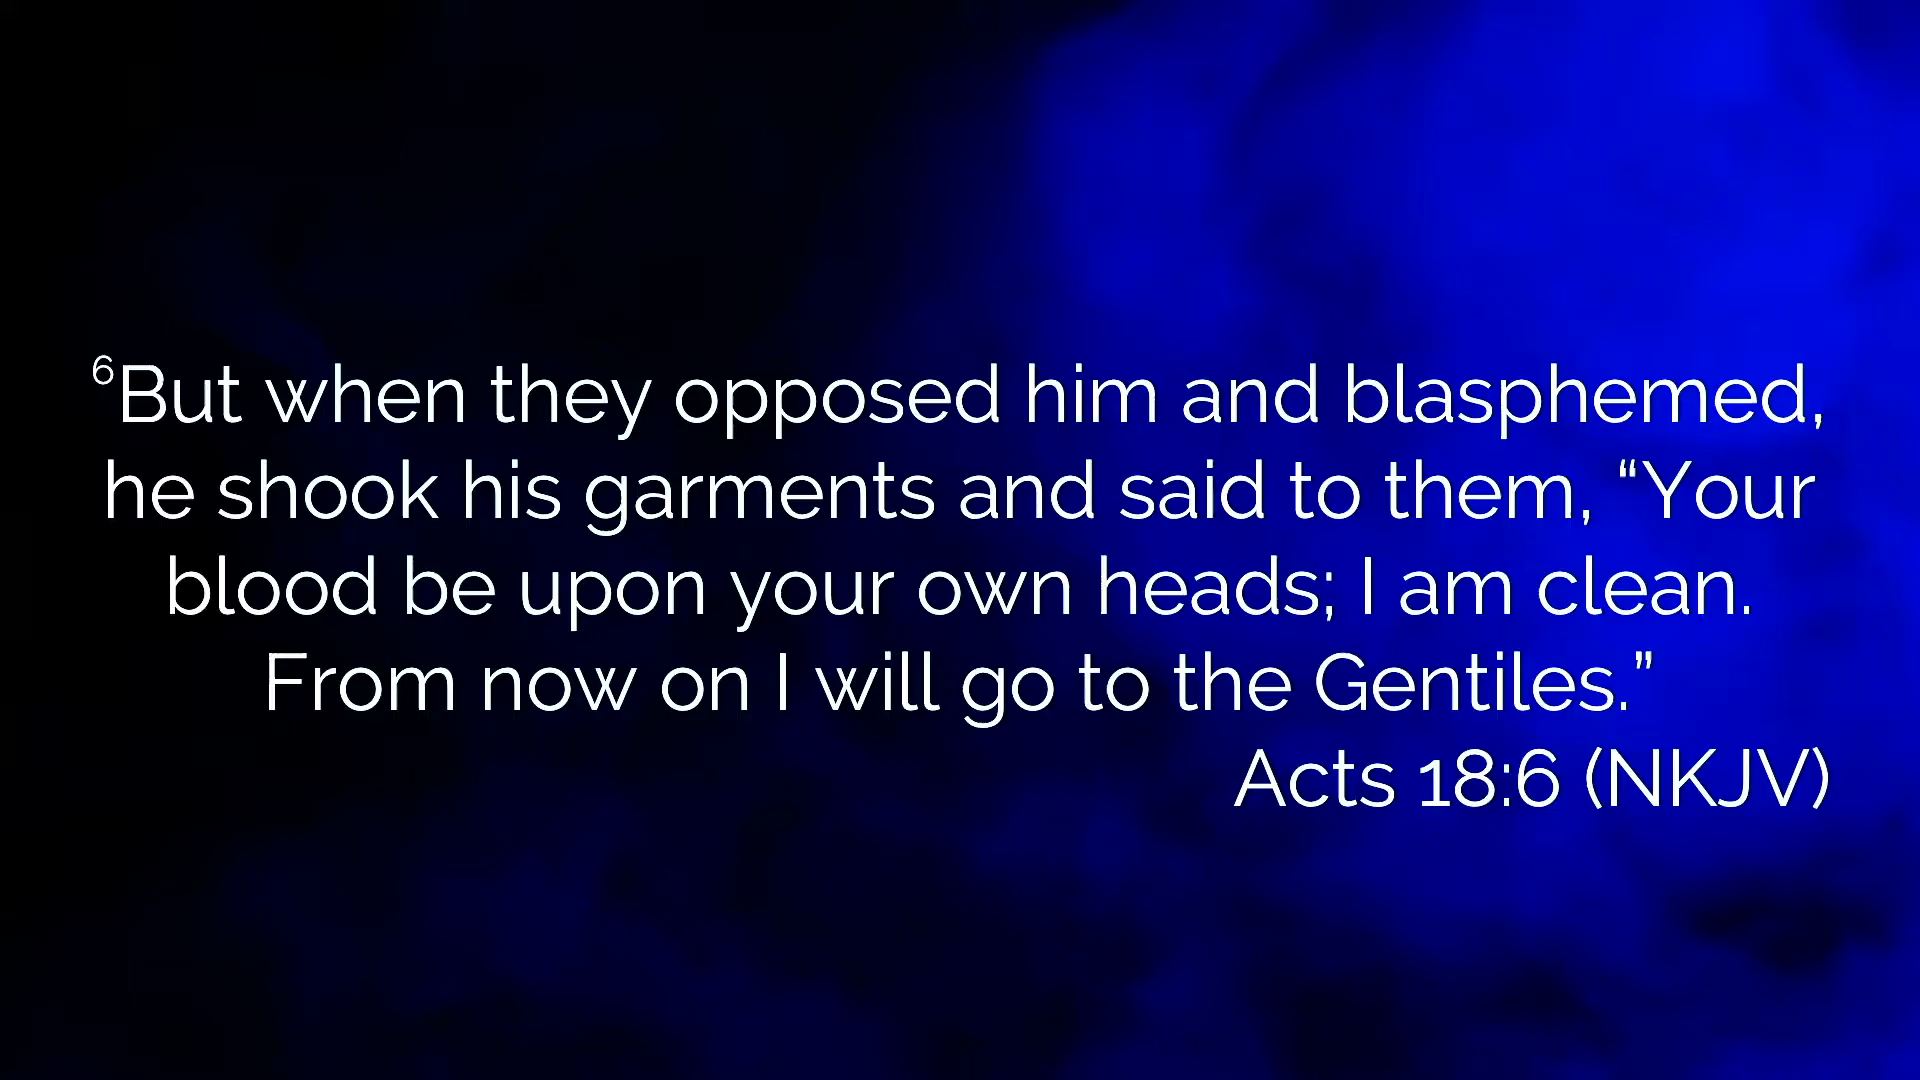 ⁶But when they opposed him and blasphemed,
he shook his garments and said to them, “Your
blood be upon your own heads; I am clean.
From now on I will go to the Gentiles.”
Acts 18:6 (NKJV)